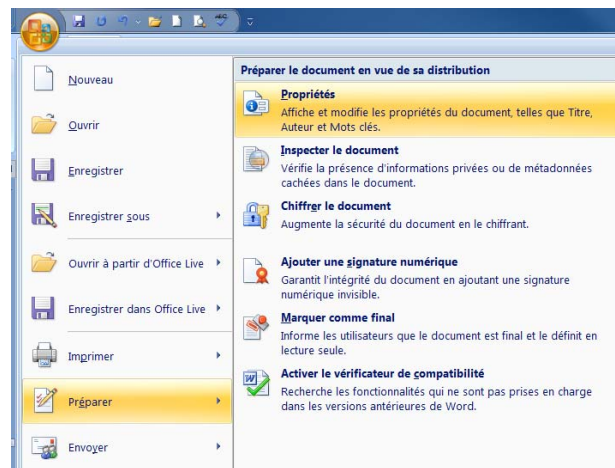 Nouveau
Ouvrir
Enregistrer
Enregistrer sous
Ouvrir à partir d'Office Live
Enregistrer dans Office Live
Imprimer
Préparer
Envoyer
Préparer le document en vue de sa distribution
Propriétés
Affiche et modifie les propriétés du document, telles que Titre,
Auteur et Mots clés.
Inspecter le document
Vérifie la présence d'informations privées ou de métadonnées
cachées dans le document.
Chiffrer le document
Augmente la sécurité du document en le chiffrant.
Ajouter une signature numérique
Garantit l'intégrité du document en ajoutant une signature
numérique invisible.
Marquer comme final
Informe les utilisateurs que le document est final et le définit en
lecture seule.
Activer le vérificateur de compatibilité
Recherche les fonctionnalités qui ne sont pas prises en charge
dans les versions antérieures de Word.